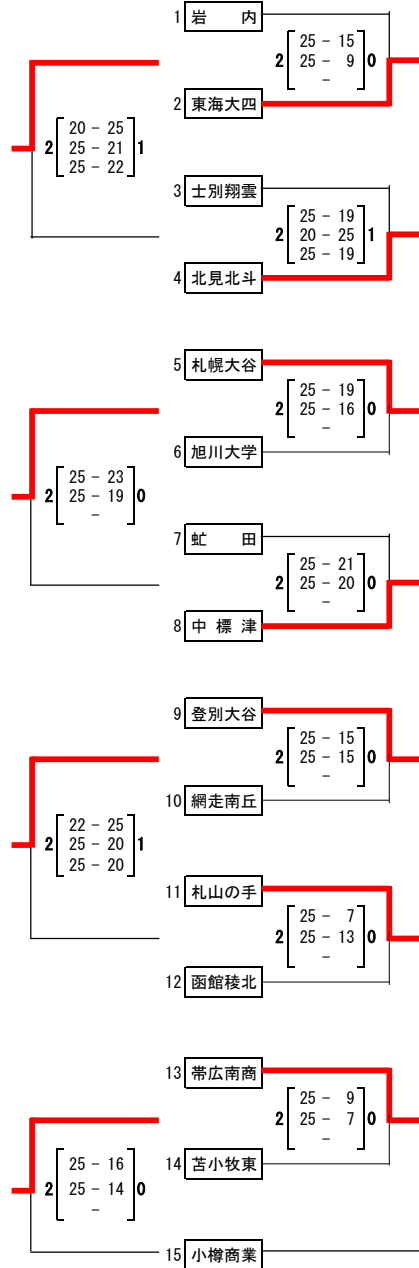 1 岩 内
2 [ 25 - 15 ] 0
25 - 9
-
2 東海大四
2 [ 20 - 25 ] 1
25 - 21
25 - 22
3 士別翔雲
2 [ 25 - 19 ] 1
20 - 25
25 - 19
4 北見北斗
5 札幌大谷
2 [ 25 - 19 ] 0
25 - 16
-
6 旭川大学
2 [ 25 - 23 ] 0
25 - 19
-
7 虻 田
2 [ 25 - 21 ] 0
25 - 20
-
8 中標津
9 登別大谷
2 [ 25 - 15 ] 0
25 - 15
-
10 網走南丘
2 [ 22 - 25 ] 1
25 - 20
25 - 20
11 札山の手
2 [ 25 - 7 ] 0
25 - 13
-
12 函館稜北
13 帯広南商
2 [ 25 - 9 ] 0
25 - 7
-
14 苫小牧東
2 [ 25 - 16 ] 0
25 - 14
-
15 小樽商業